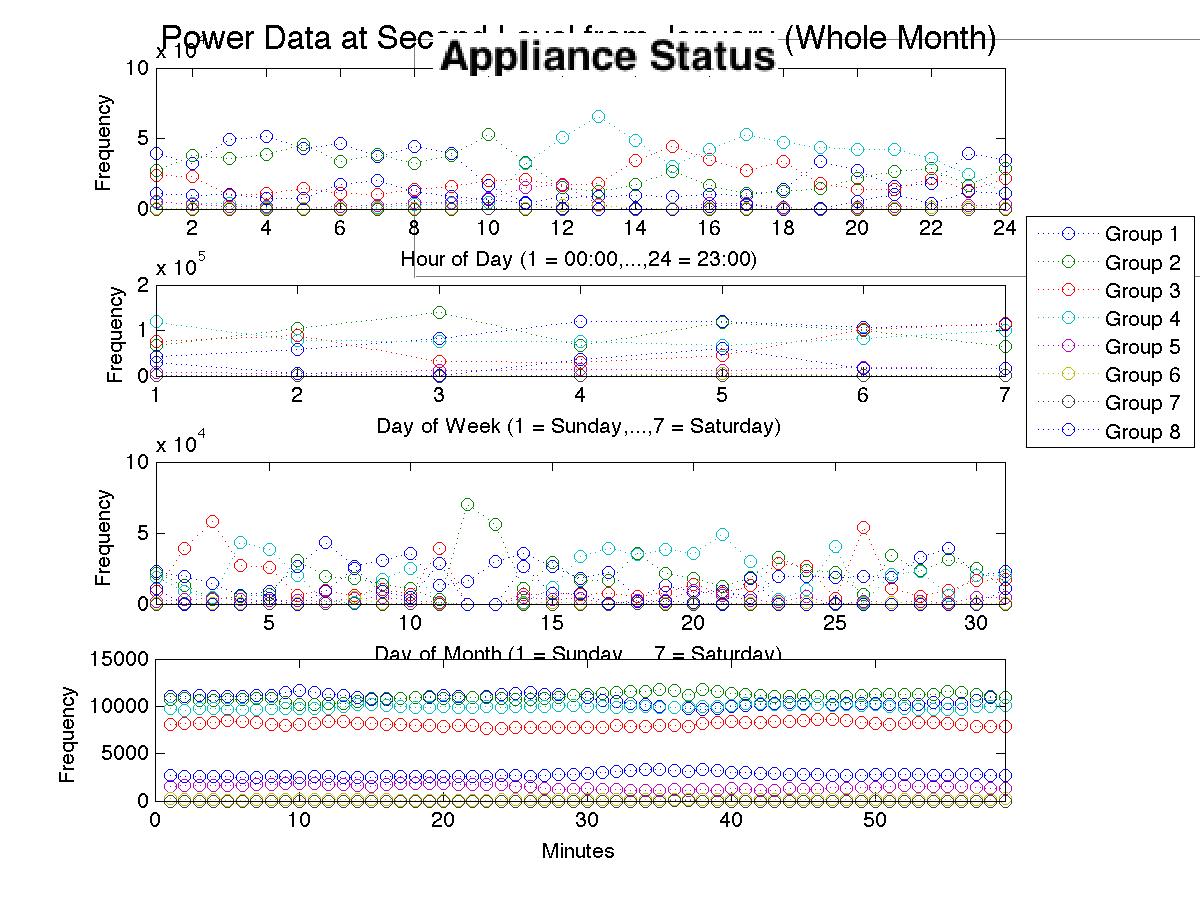 Power Data at Second Level from January (Whole Month)
Appliance Status
x 10^4
10
5
0
Frequency
2 4 6 8 10 12 14 16 18 20 22 24
Hour of Day (1 = 00:00,...,24 = 23:00)
x 10^5
2
1
0
Frequency
1 2 3 4 5 6 7
Day of Week (1 = Sunday,...,7 = Saturday)
Group 1
Group 2
Group 3
Group 4
Group 5
Group 6
Group 7
Group 8
x 10^4
10
5
0
Frequency
5 10 15 20 25 30
Day of Month (1 = Sunday,...,7 = Saturday)
15000
10000
5000
0
Frequency
0 10 20 30 40 50
Minutes